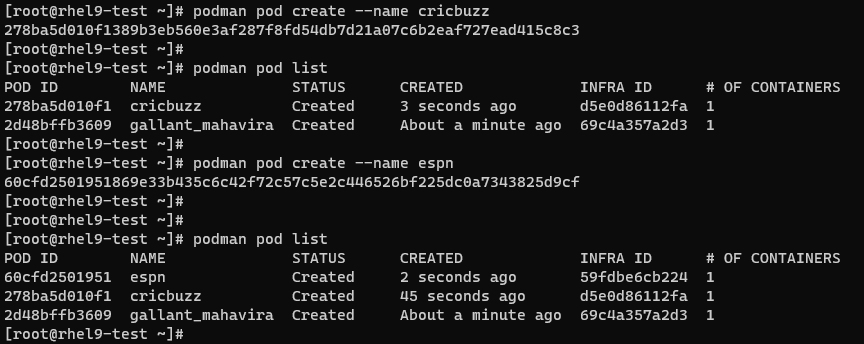 [root@rhel9-test ~]# podman pod create --name cricbuzz
278ba5d010f1389b3eb560e3af287f8fd54db7d21a07c6b2eaf727ead415c8c3
[root@rhel9-test ~]#
[root@rhel9-test ~]# podman pod list
POD ID        NAME              STATUS      CREATED             INFRA ID      # OF CONTAINERS
278ba5d010f1  cricbuzz          Created     3 seconds ago       d5e0d86112fa  1
2d48bffb3609  gallant_mahavira  Created     About a minute ago  69c4a357a2d3  1
[root@rhel9-test ~]#
[root@rhel9-test ~]# podman pod create --name espn
60cfd2501951869e33b435c6c42f72c57c5e2c446526bf225dc0a7343825d9cf
[root@rhel9-test ~]#
[root@rhel9-test ~]#
[root@rhel9-test ~]# podman pod list
POD ID        NAME              STATUS      CREATED             INFRA ID      # OF CONTAINERS
60cfd2501951  espn              Created     2 seconds ago       59fdbe6cb224  1
278ba5d010f1  cricbuzz          Created     45 seconds ago      d5e0d86112fa  1
2d48bffb3609  gallant_mahavira  Created     About a minute ago  69c4a357a2d3  1
[root@rhel9-test ~]#